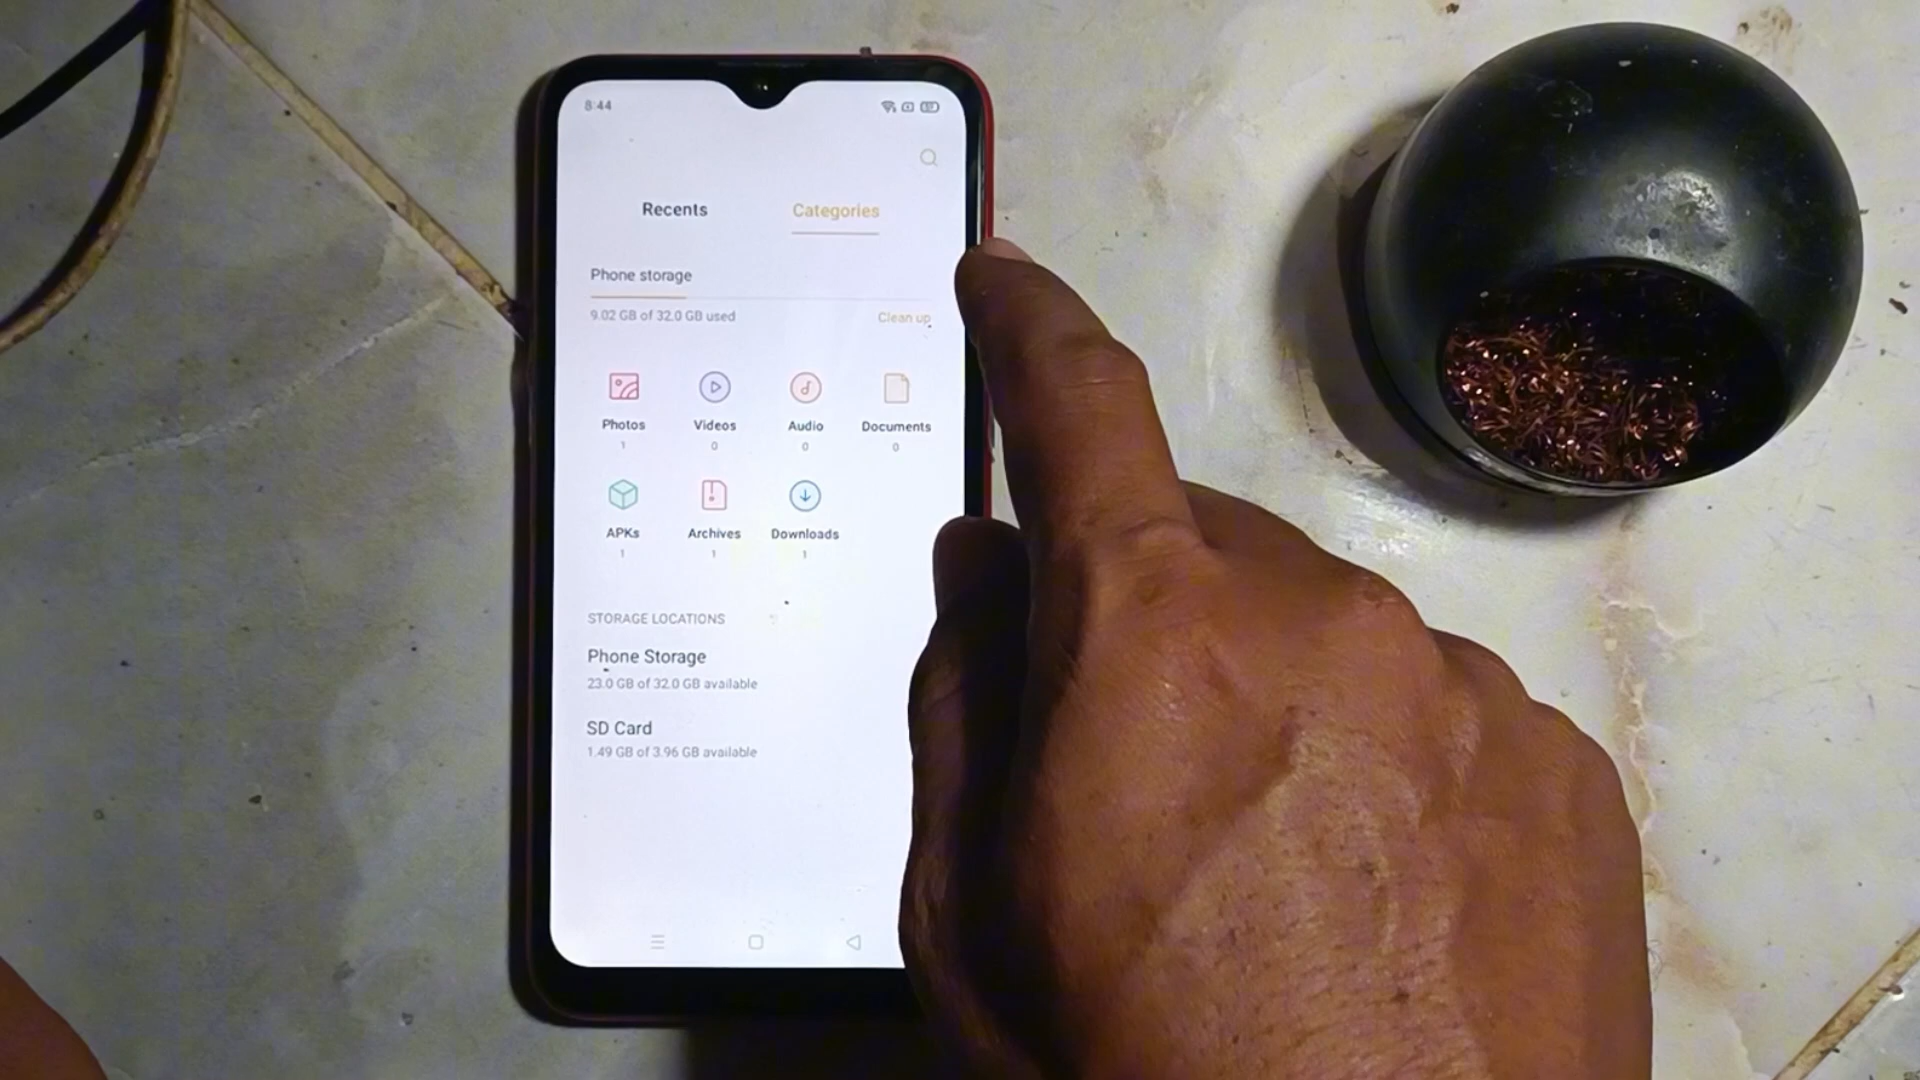 8:44
Recents
Categories
Phone storage
9.02 GB of 32.0 GB used
Clean up
Photos
1
Videos
0
Audio
0
Documents
0
APKs
1
Archives
1
Downloads
1
STORAGE LOCATIONS
Phone Storage
23.0 GB of 32.0 GB available
SD Card
1.49 GB of 3.96 GB available